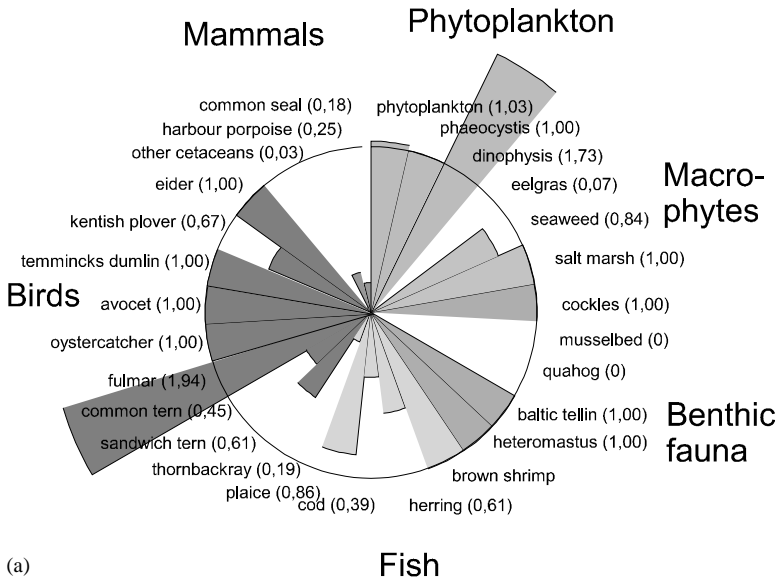 Mammals
Phytoplankton
common seal (0,18)
harbour porpoise (0,25)
other cetaceans (0,03)
eider (1,00)
kentish plover (0,67)
temmincks dumlin (1,00)
Birds
avocet (1,00)
oystercatcher (1,00)
fulmar (1,94)
common tern (0,45)
sandwich tern (0,61)
thornbackray (0,19)
plaice (0,86)
cod (0,39)
phytoplankton (1,03)
phaeocystis (1,00)
dinophysis (1,73)
eelgras (0,07)
Macro-
phytes
seaweed (0,84)
salt marsh (1,00)
cockles (1,00)
musselbed (0)
quahog (0)
baltic tellin (1,00)
heteromastus (1,00)
Benthic
fauna
brown shrimp
herring (0,61)
(a)
Fish